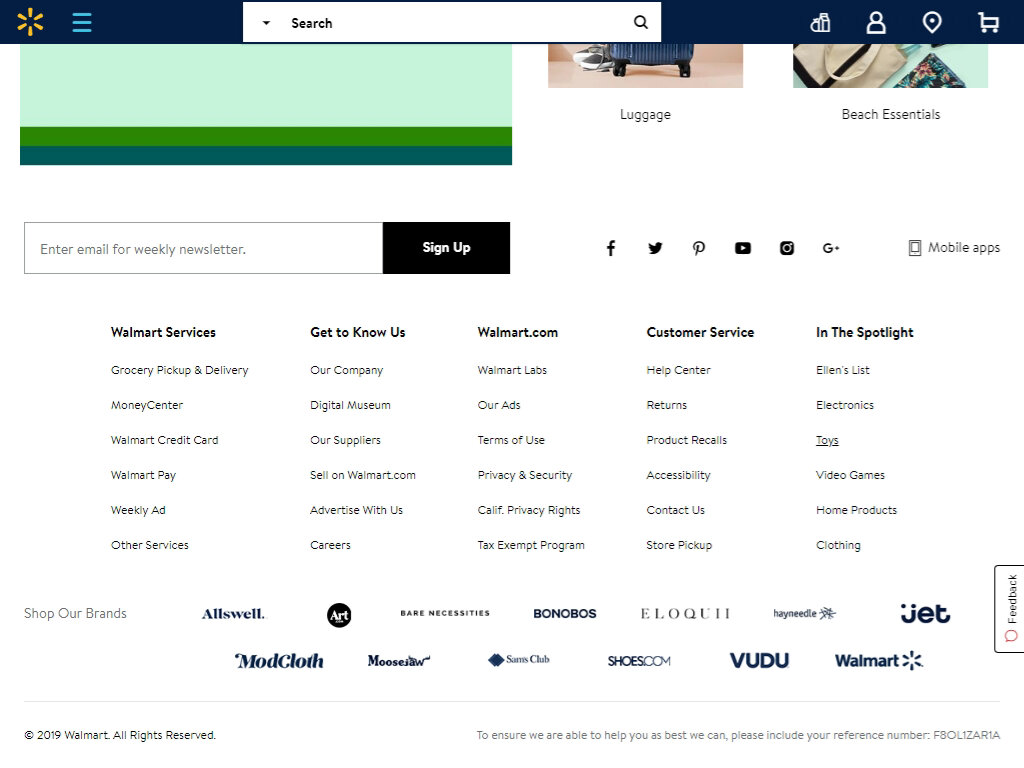 Search
Luggage
Beach Essentials
Enter email for weekly newsletter.
Sign Up
G+
Mobile apps
Walmart Services
Grocery Pickup & Delivery
MoneyCenter
Walmart Credit Card
Walmart Pay
Weekly Ad
Other Services
Get to Know Us
Our Company
Digital Museum
Our Suppliers
Sell on Walmart.com
Advertise With Us
Careers
Walmart.com
Walmart Labs
Our Ads
Terms of Use
Privacy & Security
Calif. Privacy Rights
Tax Exempt Program
Customer Service
Help Center
Returns
Product Recalls
Accessibility
Contact Us
Store Pickup
In The Spotlight
Ellen's List
Electronics
Toys
Video Games
Home Products
Clothing
Feedback
Shop Our Brands
Allswell.
Art.com
BARE NECESSITIES
BONOBOS
ELOQUII
hayneedle
jet
ModCloth
Moosejaw
Sam's Club
SHOES.COM
VUDU
Walmart
© 2019 Walmart. All Rights Reserved.
To ensure we are able to help you as best we can, please include your reference number: F8OL1ZAR1A